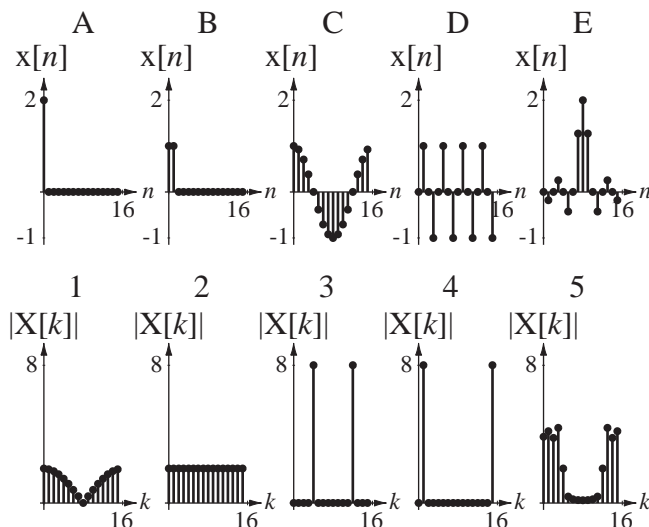 A B C D E
x[n] x[n] x[n] x[n] x[n]
2 2 2 2 2
n n n n n
16 16 16 16 16
-1 -1 -1 -1 -1
1 2 3 4 5
|X[k]| |X[k]| |X[k]| |X[k]| |X[k]|
8 8 8 8 8
k k k k k
16 16 16 16 16